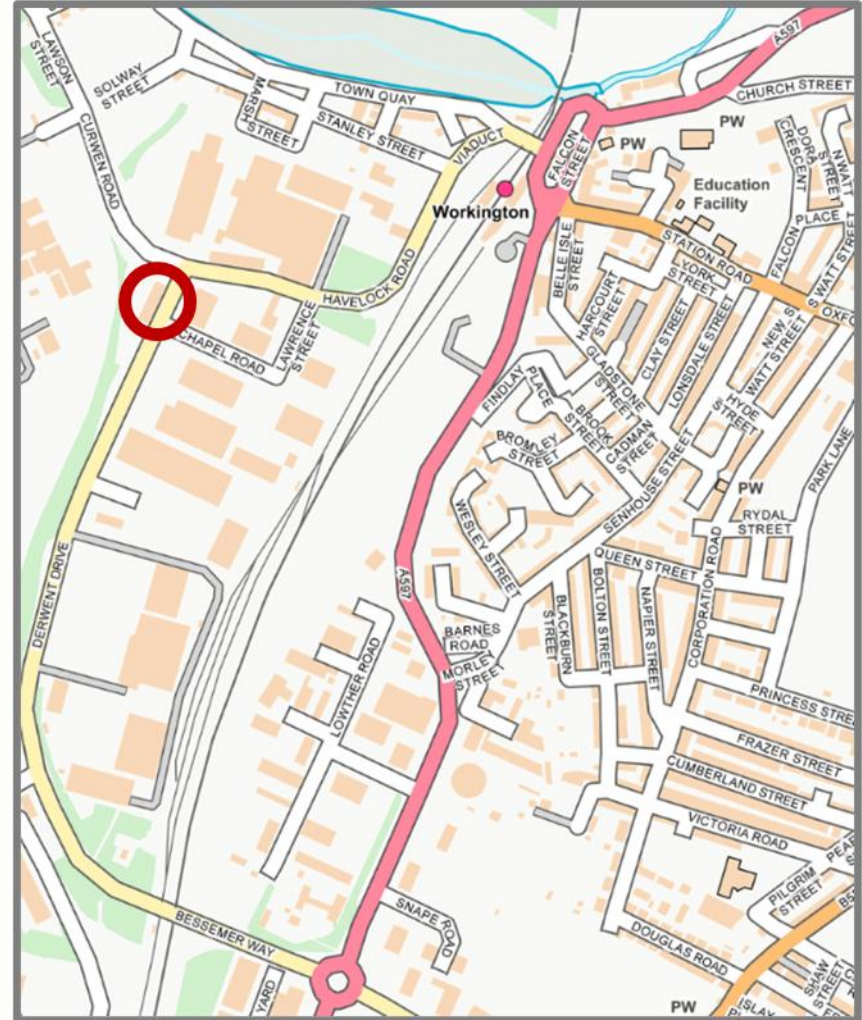 LAWSON
STREET
SOLWAY
STREET
CURWEN ROAD
MARSH
STREET
TOWN QUAY
STANLEY STREET
VIADUCT
FALCON
STREET
A597
CHURCH STREET
PW
PW
Education
Facility
DORA
CRESCENT
N WATT
STREET
FALCON
PLACE
S WATT STREET
Workington
BELLE ISLE
STREET
STATION ROAD
YORK
STREET
OXFO
HAVELOCK ROAD
LAWRENCE
STREET
CHAPEL ROAD
HARCOURT
STREET
CLAY STREET
LONSDALE STREET
NEW S
WATT STREET
GLADSTONE
STREET
HYDE
STREET
FINDLAY
PLACE
BROOK
STREET
CADMAN
STREET
BROMLEY
STREET
SENHOUSE STREET
PARK LANE
PW
RYDAL
STREET
WESLEY STREET
QUEEN STREET
CORPORATION ROAD
A597
DERWENT DRIVE
BLACKBURN
STREET
BOLTON STREET
NAPIER STREET
BARNES
ROAD
MORLEY
STREET
LOWTHER ROAD
PRINCESS STRE
FRAZER STREET
CUMBERLAND STREET
VICTORIA ROAD
PEAR
PILGRIM
STREET
B5
BESSEMER WAY
SNAPE ROAD
DOUGLAS ROAD
SHAW
STREET
YARD
PW
ISLAY